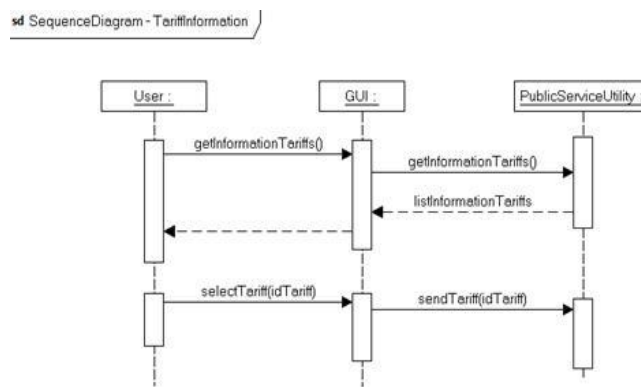 sd SequenceDiagram - TariffInformation
User :
GUI :
PublicServiceUtility :
getInformationTariffs()
getInformationTariffs()
listInformationTariffs
selectTariff(idTariff)
sendTariff(idTariff)